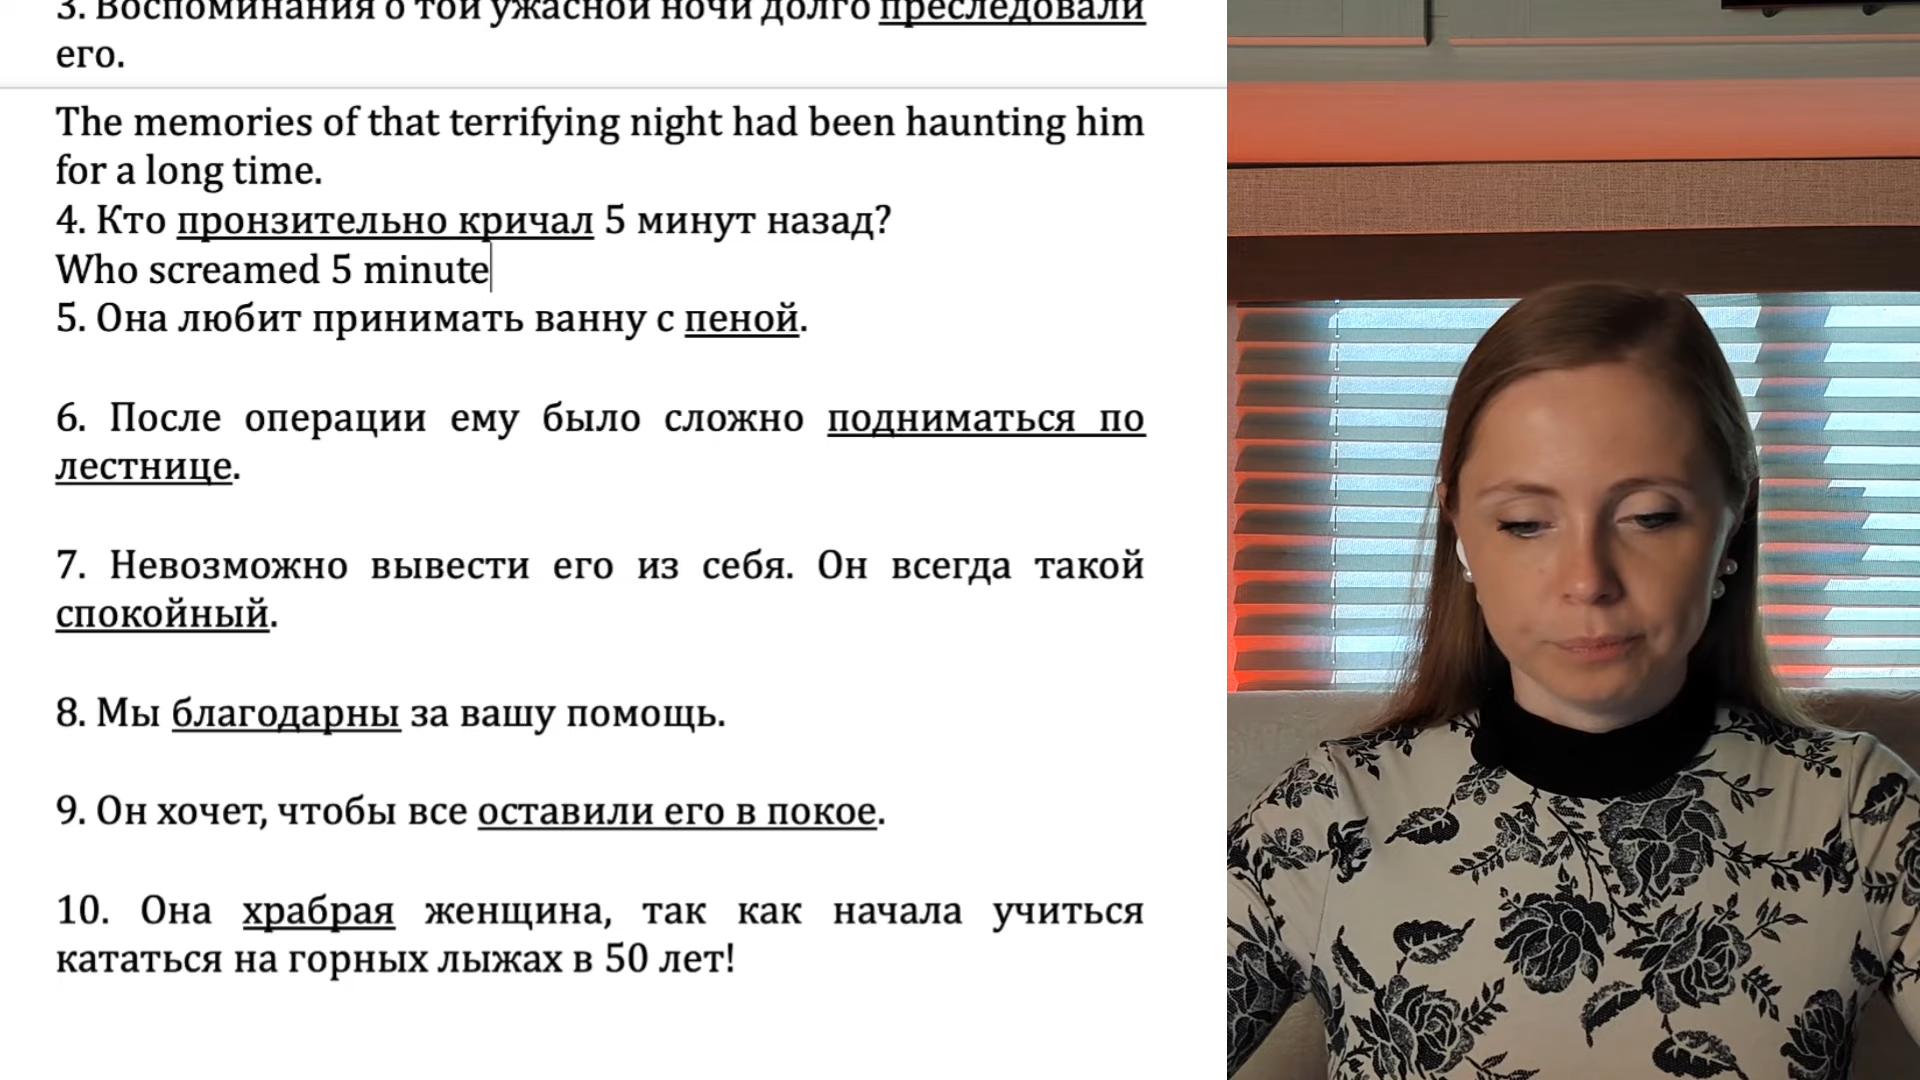 3. Воспоминания о той ужасной ночи долго преследовали
его.
The memories of that terrifying night had been haunting him
for a long time.
4. Кто пронзительно кричал 5 минут назад?
Who screamed 5 minute
5. Она любит принимать ванну с пеной.
6. После операции ему было сложно подниматься по
лестнице.
7. Невозможно вывести его из себя. Он всегда такой
спокойный.
8. Мы благодарны за вашу помощь.
9. Он хочет, чтобы все оставили его в покое.
10. Она храбрая женщина, так как начала учиться
кататься на горных лыжах в 50 лет!